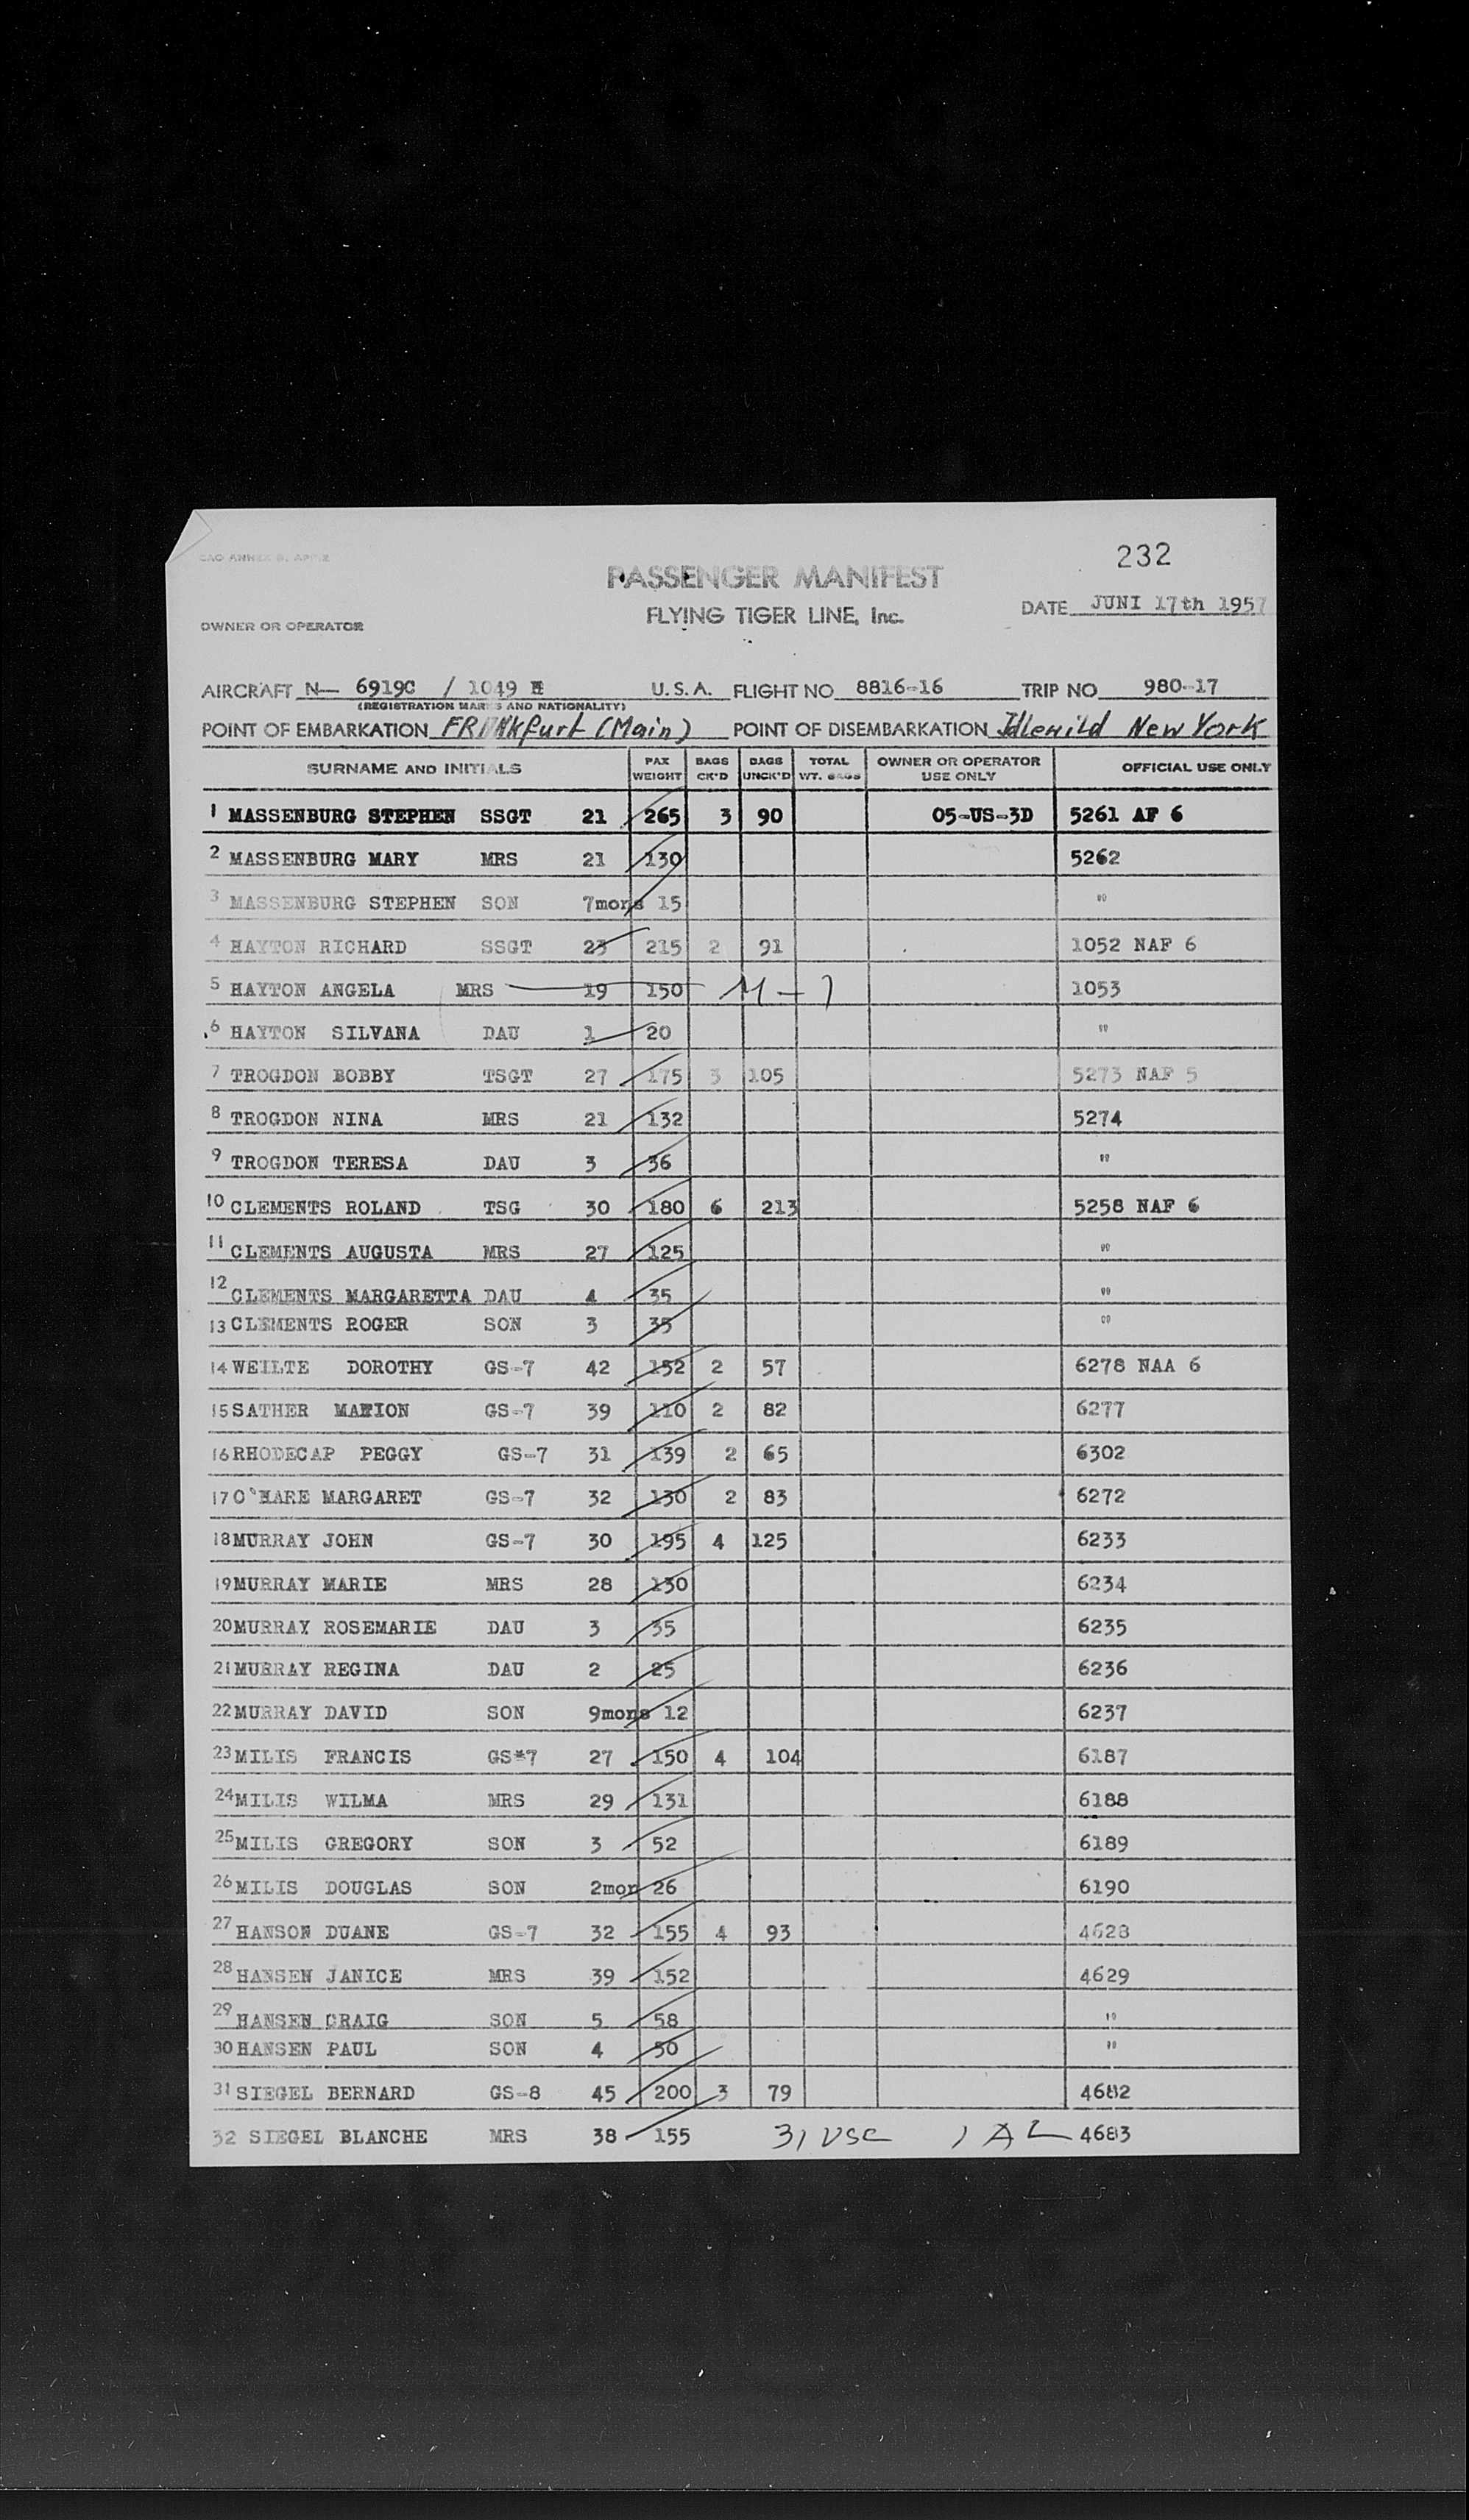 232
PASSENGER MANIFEST
FLYING TIGER LINE, Inc.
DATE JUNI 17th 1957
OWNER OR OPERATOR
AIRCRAFT N— 6919C / 1049 H U.S.A. FLIGHT NO 8816-16 TRIP NO 980-17
(REGISTRATION MARKS AND NATIONALITY)
POINT OF EMBARKATION FRANKfurt (Main) POINT OF DISEMBARKATION Idlewild New York
SURNAME AND INITIALS PAX WEIGHT BAGS CK'D BAGS UNCK'D TOTAL WT. BAGS OWNER OR OPERATOR USE ONLY OFFICIAL USE ONLY
1 MASSENBURG STEPHEN SSGT 21 265 3 90 05-US-3D 5261 AF 6
2 MASSENBURG MARY MRS 21 130 5262
3 MASSENBURG STEPHEN SON 7mons 15 "
4 HAYTON RICHARD SSGT 23 215 2 91 1052 NAF 6
5 HAYTON ANGELA MRS 19 150 1053
6 HAYTON SILVANA DAU 1 20 "
7 TROGDON BOBBY TSGT 27 175 3 105 5273 NAF 5
8 TROGDON NINA MRS 21 132 5274
9 TROGDON TERESA DAU 3 36 "
10 CLEMENTS ROLAND TSG 30 180 6 213 5258 NAF 6
11 CLEMENTS AUGUSTA MRS 27 125 "
12 CLEMENTS MARGARETTA DAU 4 35 "
13 CLEMENTS ROGER SON 3 35 "
14 WEILTE DOROTHY GS-7 42 152 2 57 6278 NAA 6
15 SATHER MARION GS-7 39 110 2 82 6277
16 RHODECAP PEGGY GS-7 31 139 2 65 6302
17 O'HARE MARGARET GS-7 32 130 2 83 6272
18 MURRAY JOHN GS-7 30 195 4 125 6233
19 MURRAY MARIE MRS 28 130 6234
20 MURRAY ROSEMARIE DAU 3 35 6235
21 MURRAY REGINA DAU 2 25 6236
22 MURRAY DAVID SON 9mons 12 6237
23 MILIS FRANCIS GS*7 27 150 4 104 6187
24 MILIS WILMA MRS 29 131 6188
25 MILIS GREGORY SON 3 52 6189
26 MILIS DOUGLAS SON 2mon 26 6190
27 HANSON DUANE GS-7 32 155 4 93 4628
28 HANSEN JANICE MRS 39 152 4629
29 HANSEN CRAIG SON 5 58 "
30 HANSEN PAUL SON 4 50 "
31 SIEGEL BERNARD GS-8 45 200 3 79 4682
32 SIEGEL BLANCHE MRS 38 155 31 USC 1 AL 4683